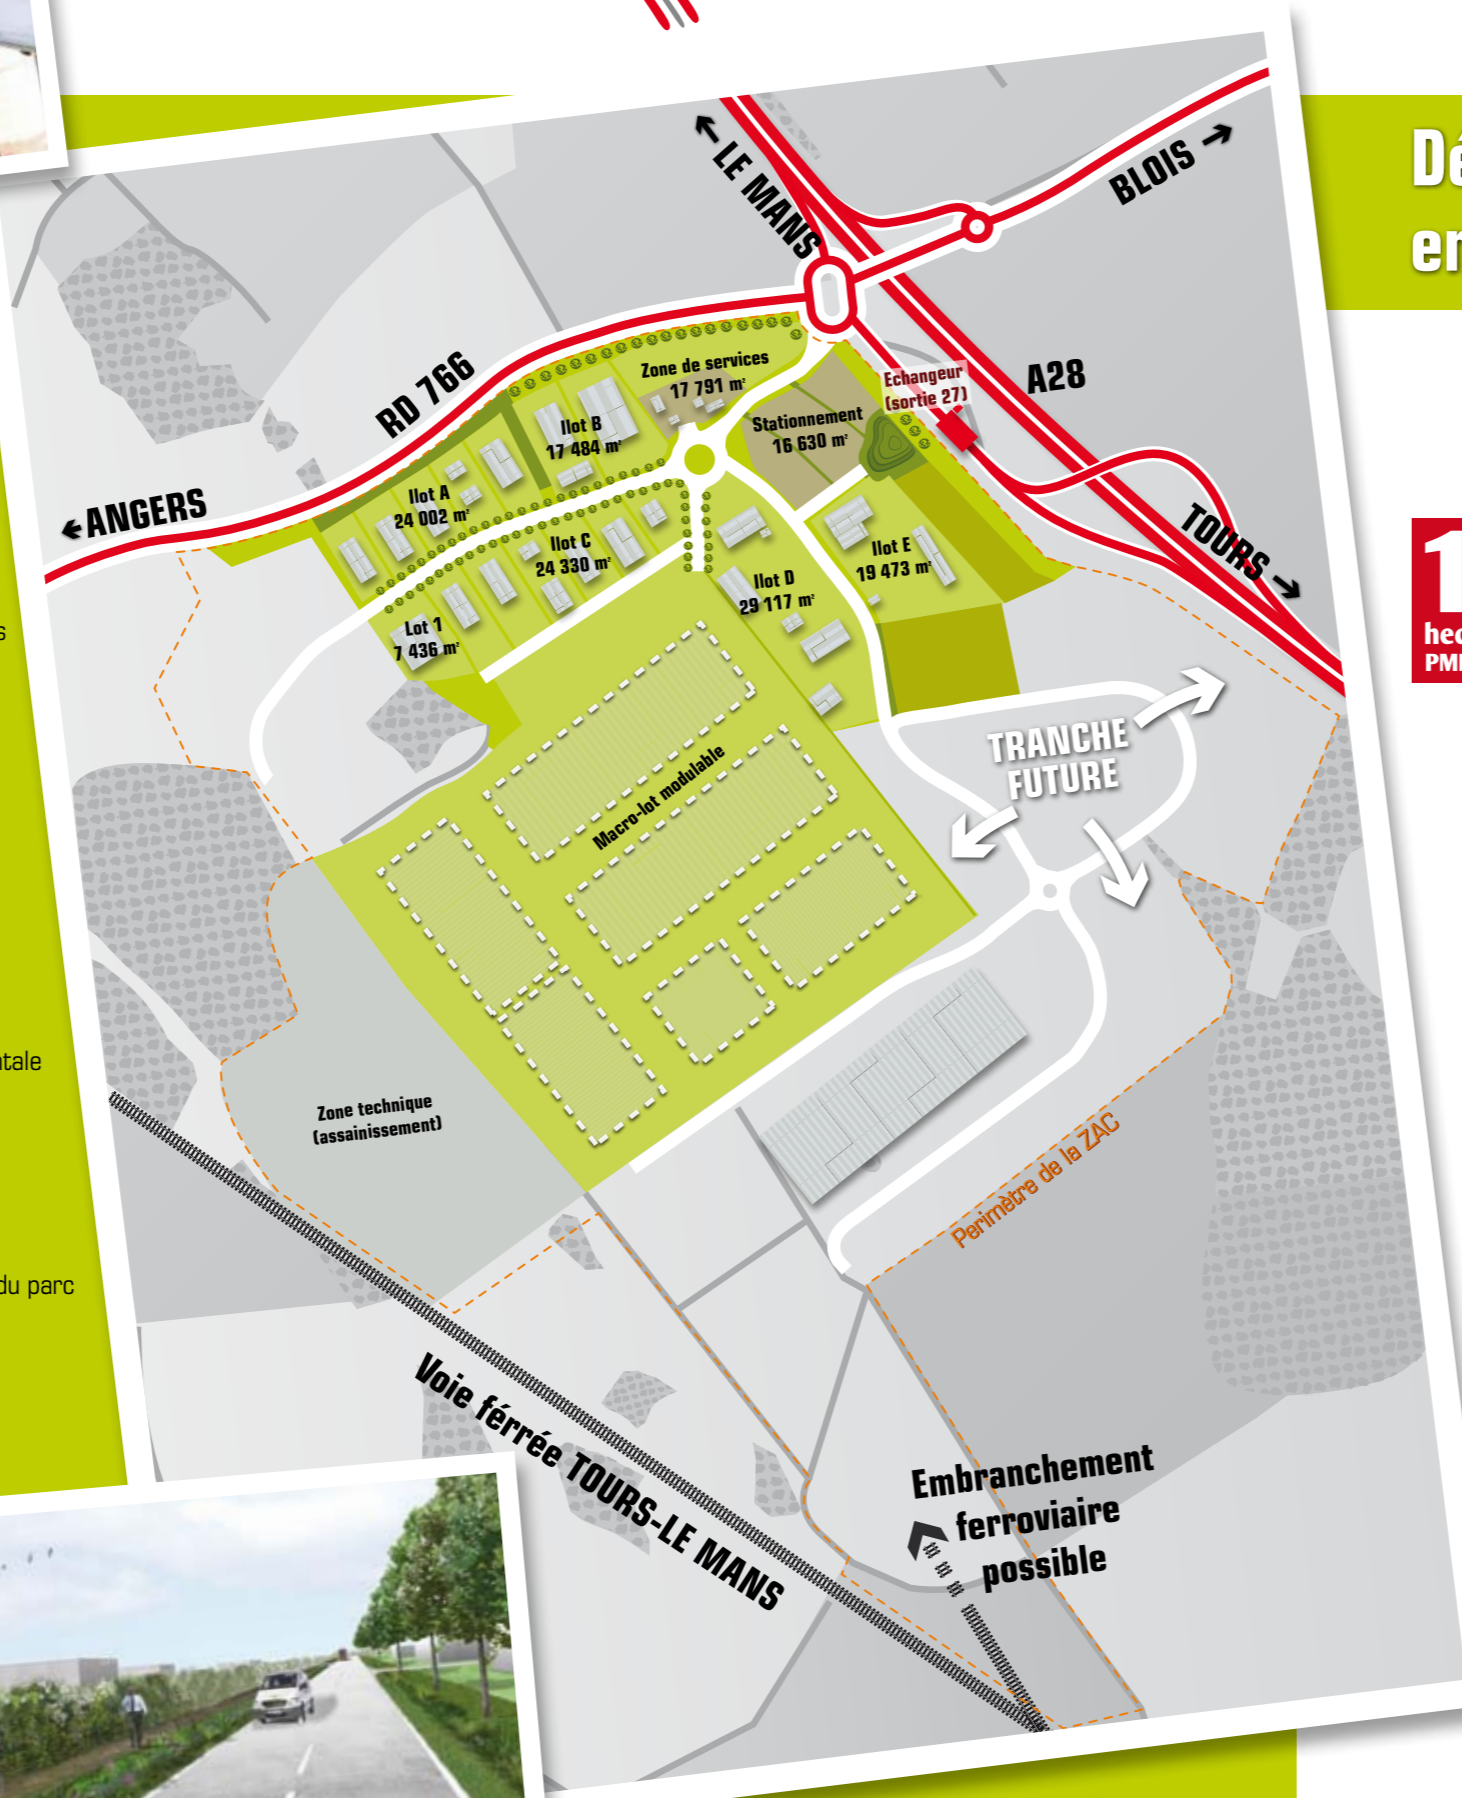 LE MANS
BLOIS
Dé
en
RD 766
Zone de services
17 791 m²
A28
Echangeur
(sortie 27)
Stationnement
16 630 m²
Ilot B
17 484 m²
ANGERS
Ilot A
24 002 m²
Ilot C
24 330 m²
Ilot E
19 473 m²
TOURS
Ilot D
29 117 m²
Lot 1
7 436 m²
1
hec
PMI
s
TRANCHE
FUTURE
Macro-lot modulable
ntale
Zone technique
(assainissement)
Perimètre de la ZAC
du parc
Voie férrée TOURS-LE MANS
Embranchement
ferroviaire
possible